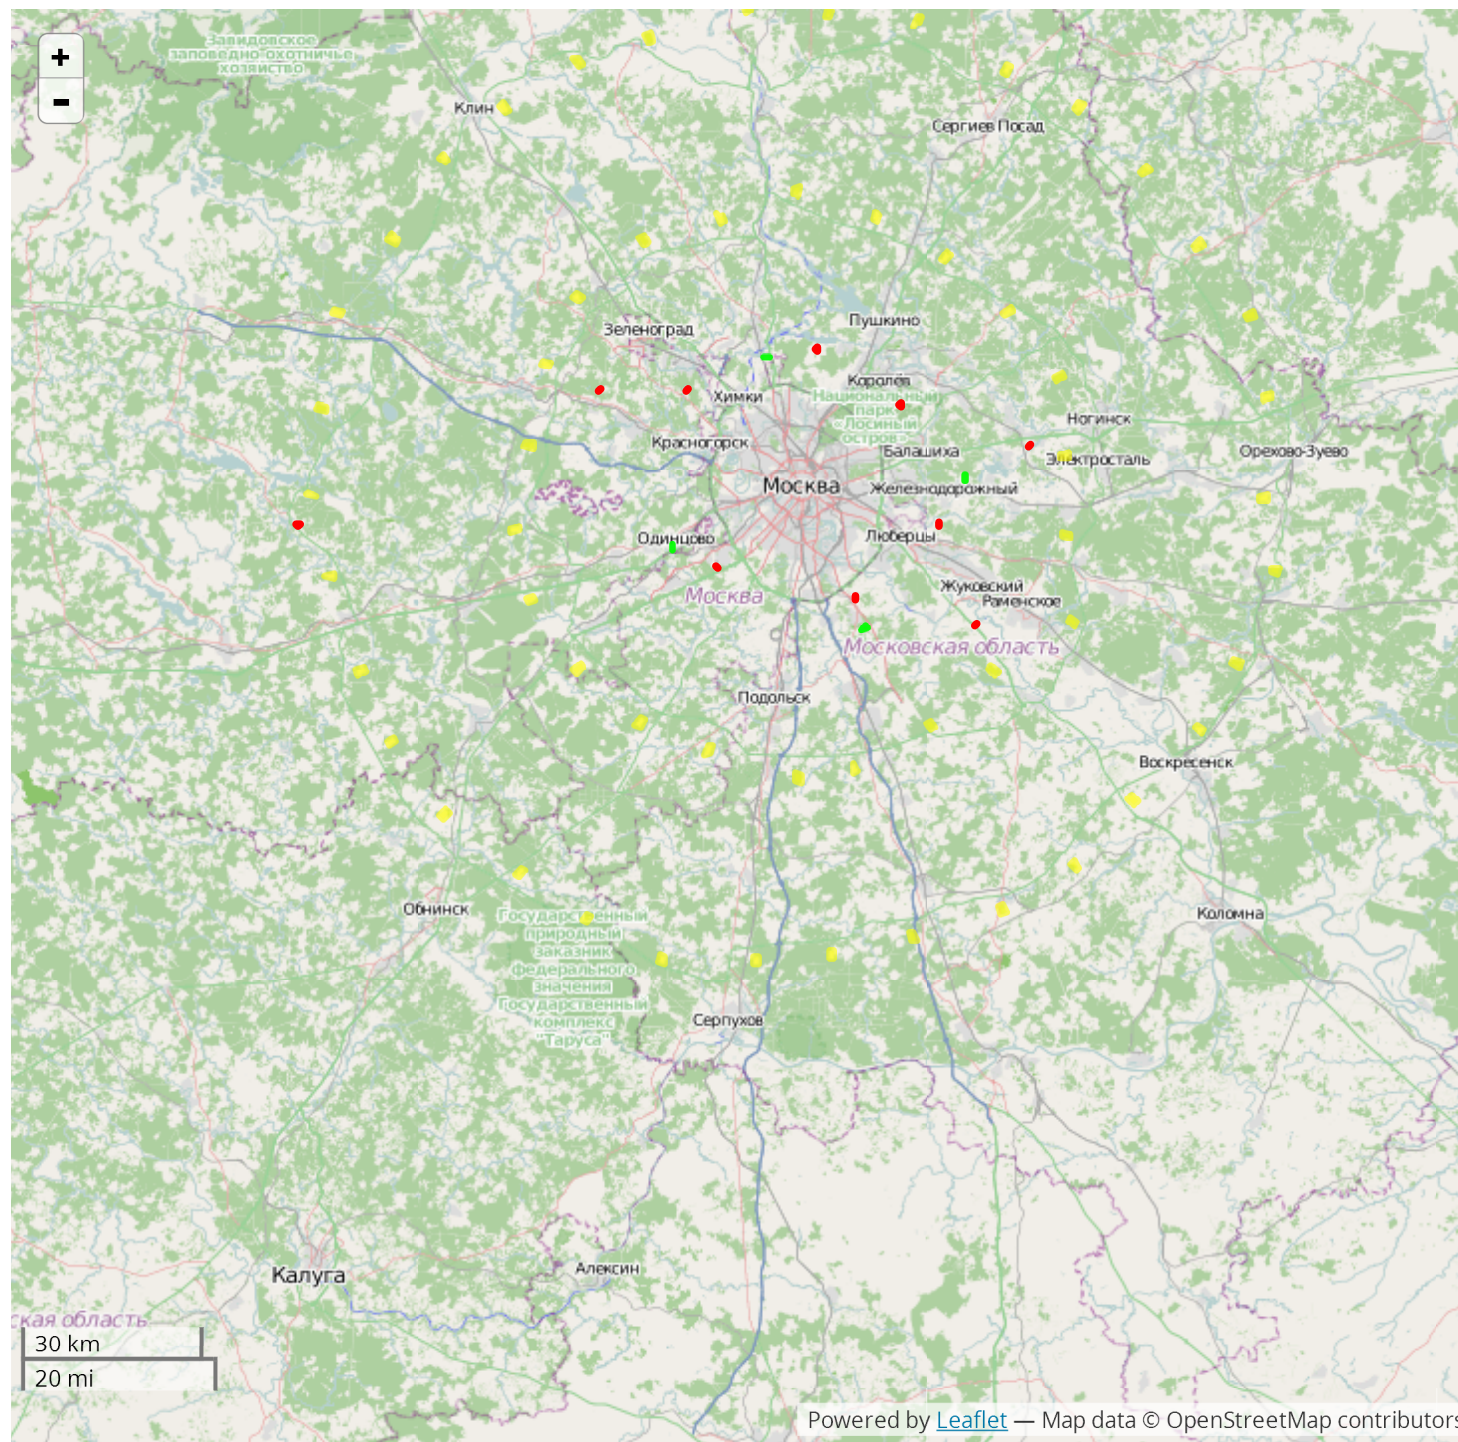 +
-
Завидовское
заповедно-охотничье
хозяйство
Клин
Сергиев Посад
Пушкино
Зеленоград
Королёв
Химки
Национальный
парк
«Лосиный
остров»
Ногинск
Красногорск
Балашиха
Электросталь
Орехово-Зуево
Москва
Железнодорожный
Одинцово
Люберцы
Жуковский
Москва
Раменское
Московская область
Подольск
Воскресенск
Обнинск
Государственный
природный
заказник
федерального
значения
Государственный
комплекс
"Таруса"
Коломна
Серпухов
Алексин
Калуга
ская область
30 km
20 mi
Powered by Leaflet — Map data © OpenStreetMap contributors